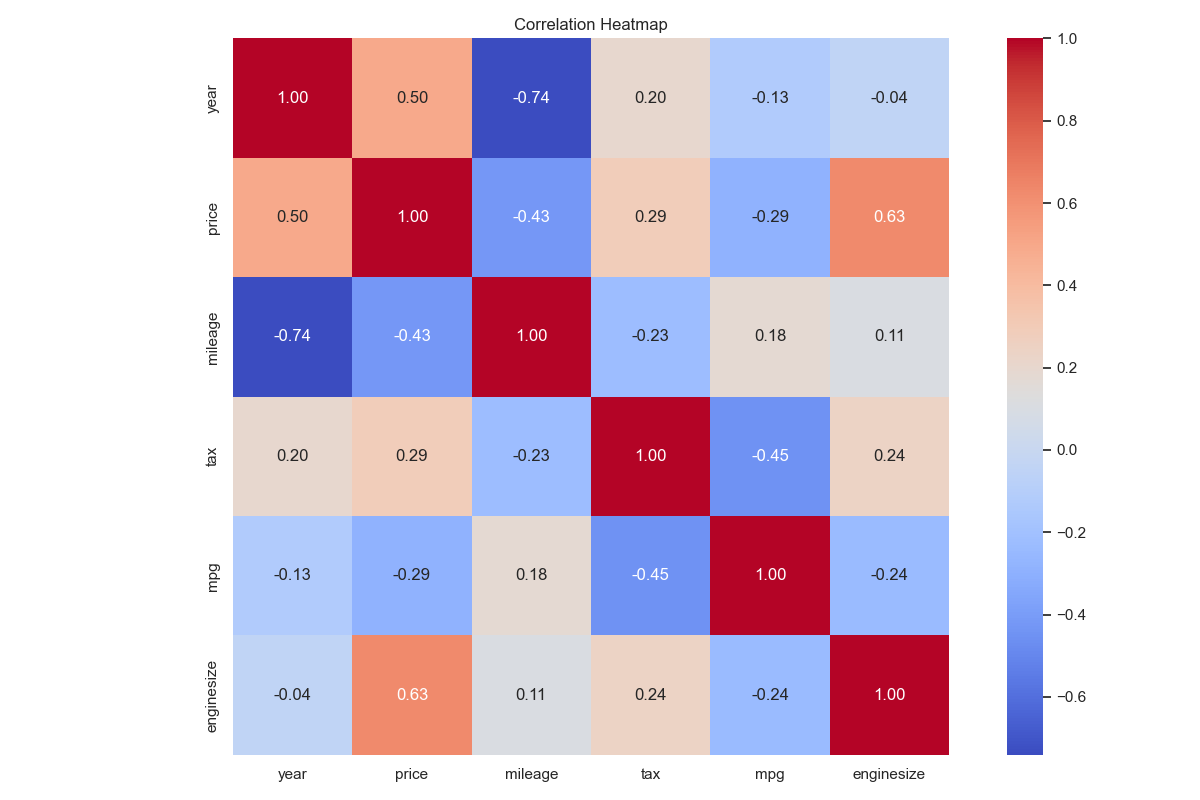 Correlation Heatmap
year 1.00 0.50 -0.74 0.20 -0.13 -0.04
price 0.50 1.00 -0.43 0.29 -0.29 0.63
mileage -0.74 -0.43 1.00 -0.23 0.18 0.11
tax 0.20 0.29 -0.23 1.00 -0.45 0.24
mpg -0.13 -0.29 0.18 -0.45 1.00 -0.24
enginesize -0.04 0.63 0.11 0.24 -0.24 1.00
year price mileage tax mpg enginesize
1.0
0.8
0.6
0.4
0.2
0.0
−0.2
−0.4
−0.6